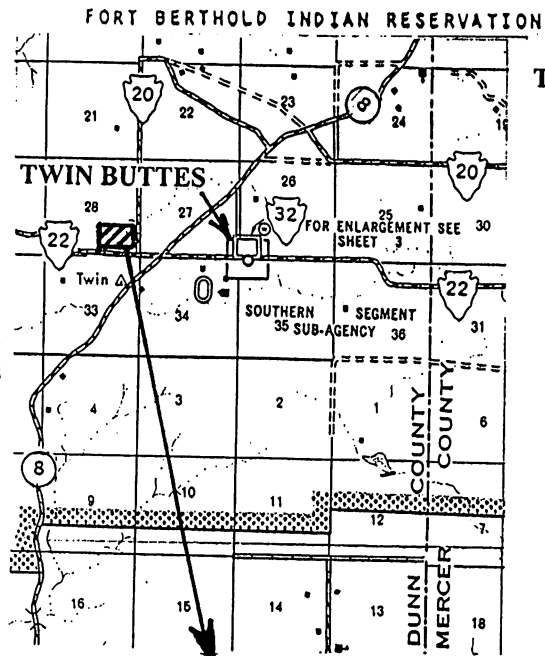 FORT BERTHOLD INDIAN RESERVATION
T
8
20
23
21
22
24
19
20
TWIN BUTTES
26
25
30
28
27
32
FOR ENLARGEMENT SEE
SHEET 3
22
Twin
22
33
34
SOUTHERN SEGMENT
35 SUB-AGENCY 36
31
4
3
2
1
6
COUNTY
COUNTY
8
9
10
11
12
7
16
15
14
13
18
DUNN
MERCER